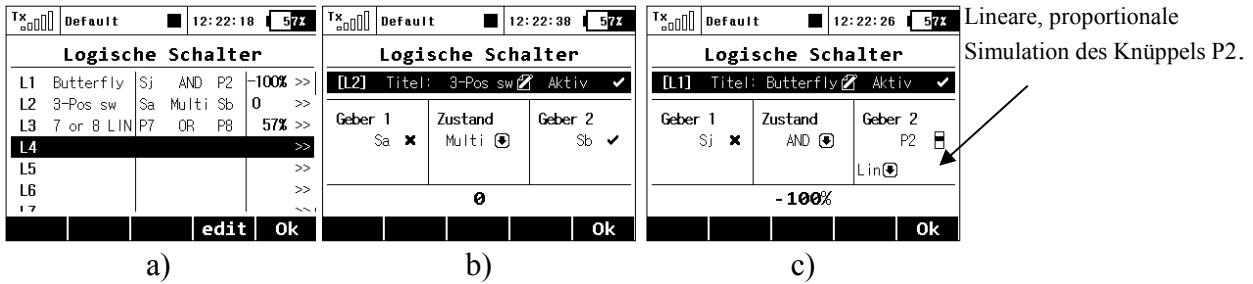 Tx Default 12:22:18 57%
Logische Schalter
L1 Butterfly Sj AND P2 -100% >>
L2 3-Pos sw Sa Multi Sb 0 >>
L3 7 or 8 LIN P7 OR P8 57% >>
L4 >>
L5 >>
L6 >>
L7 >>
edit Ok
a)
Tx Default 12:22:38 57%
Logische Schalter
[L2] Titel: 3-Pos sw Aktiv ✔
Geber 1 Zustand Geber 2
Sa ✖ Multi Sb ✔
0
Ok
b)
Tx Default 12:22:26 57%
Logische Schalter
[L1] Titel: Butterfly Aktiv ✔
Geber 1 Zustand Geber 2
Sj ✖ AND P2
Lin
-100%
Ok
c)
Lineare, proportionale
Simulation des Knüppels P2.